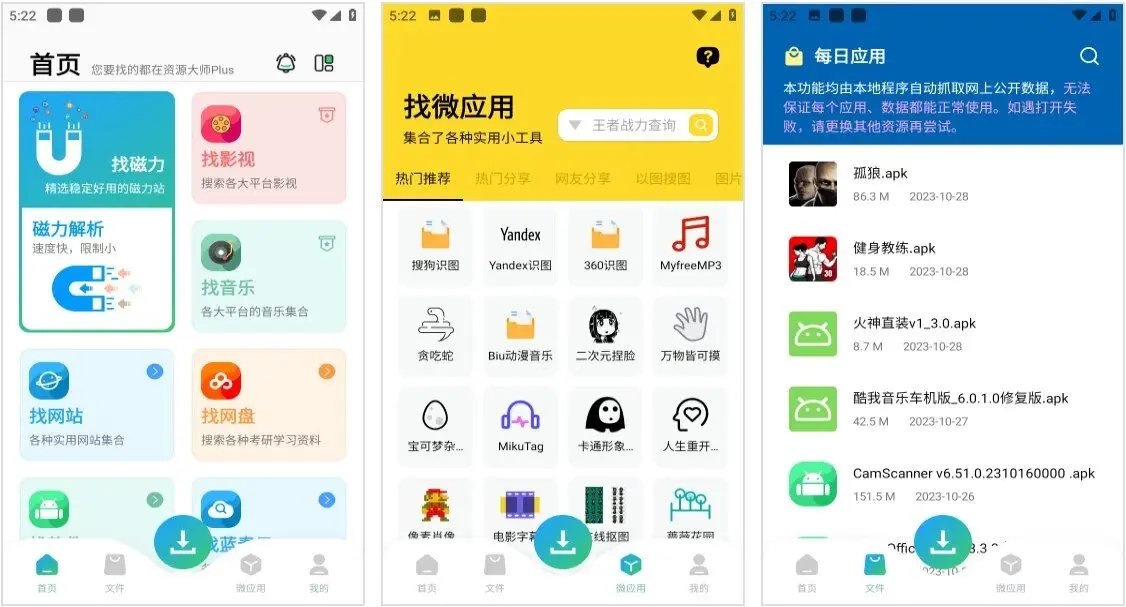 5:22
首页 您要找的都在资源大师Plus
找磁力
精选稳定好用的磁力站
磁力解析
速度快，限制小
找影视
搜索各大平台影视
找音乐
各大平台的音乐集合
找网站
各种实用网站集合
找网盘
搜索各种考研学习资料
首页
文件
微应用
我的
5:22
找微应用
集合了各种实用小工具
王者战力查询
热门推荐 热门分享 网友分享 以图搜图 图片
搜狗识图
Yandex
Yandex识图
360识图
MyfreeMP3
贪吃蛇
Biu动漫音乐
二次元捏脸
万物皆可摸
宝可梦杂...
MikuTag
卡通形象...
人生重开...
像素肖像
电影字幕
在线抠图
蔷薇花园
首页
文件
微应用
我的
5:22
每日应用
本功能均由本地程序自动抓取网上公开数据，无法
保证每个应用、数据都能正常使用。如遇打开失
败，请更换其他资源再尝试。
孤狼.apk
86.3 M 2023-10-28
30
健身教练.apk
18.5 M 2023-10-28
火神直装v1_3.0.apk
8.7 M 2023-10-28
酷我音乐车机版_6.0.1.0修复版.apk
42.5 M 2023-10-27
CamScanner v6.51.0.2310160000 .apk
151.5 M 2023-10-26
首页
文件
微应用
我的